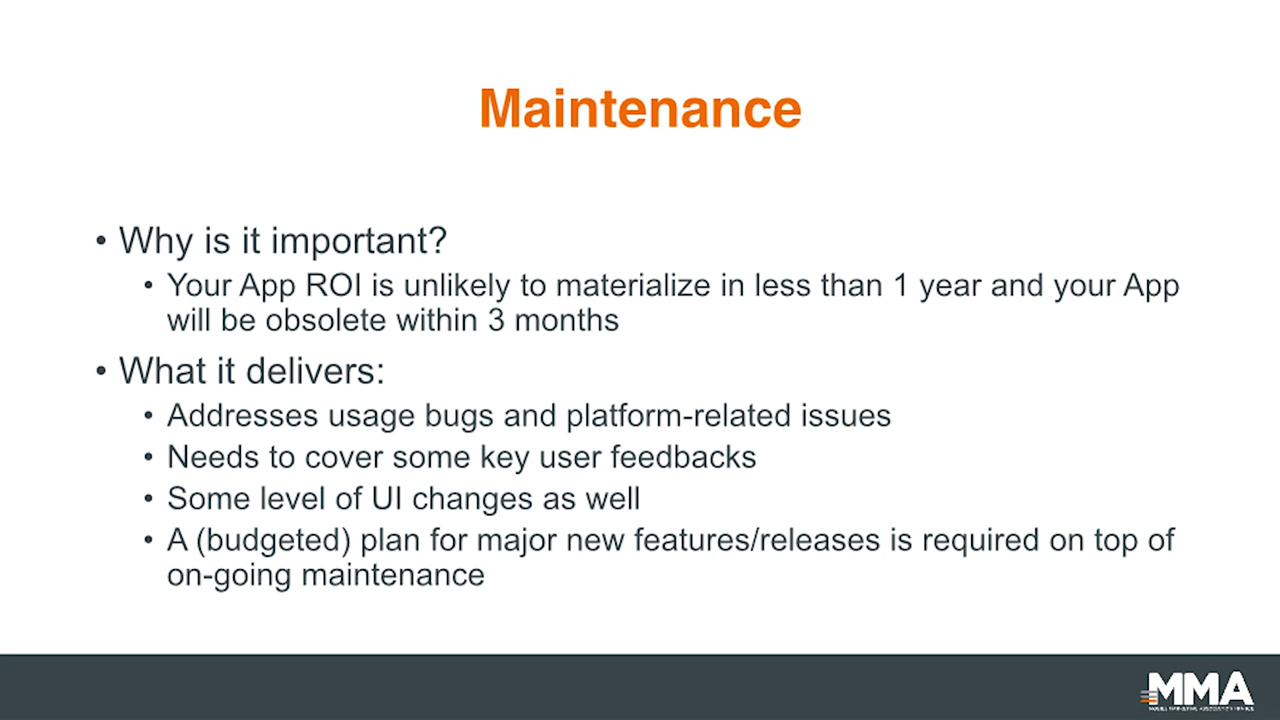 Maintenance
• Why is it important?
• Your App ROI is unlikely to materialize in less than 1 year and your App
will be obsolete within 3 months
• What it delivers:
• Addresses usage bugs and platform-related issues
• Needs to cover some key user feedbacks
• Some level of UI changes as well
• A (budgeted) plan for major new features/releases is required on top of
on-going maintenance
MMA